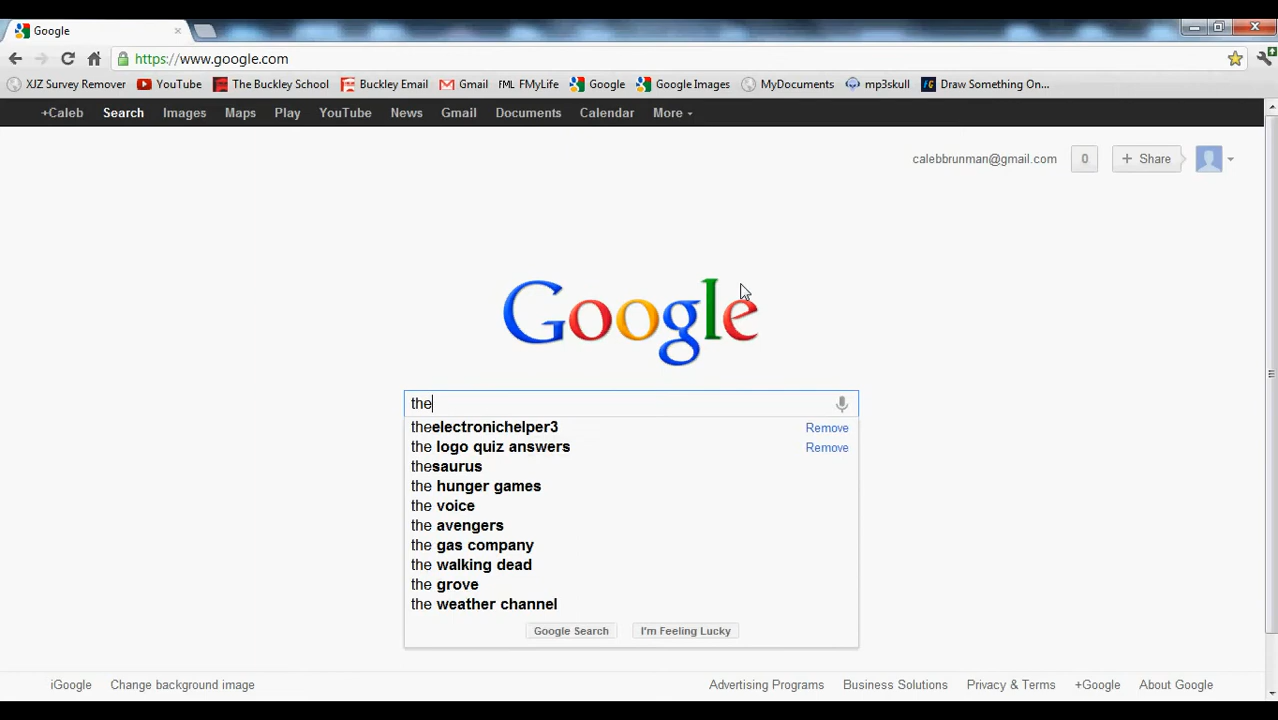 Google
https://www.google.com
XJZ Survey Remover YouTube The Buckley School Buckley Email Gmail FML FMyLife Google Google Images MyDocuments mp3skull Draw Something On...
+Caleb Search Images Maps Play YouTube News Gmail Documents Calendar More
calebbrunman@gmail.com 0 + Share
Google
the
theelectronichelper3 Remove
the logo quiz answers Remove
thesaurus
the hunger games
the voice
the avengers
the gas company
the walking dead
the grove
the weather channel
Google Search I'm Feeling Lucky
iGoogle Change background image Advertising Programs Business Solutions Privacy & Terms +Google About Google